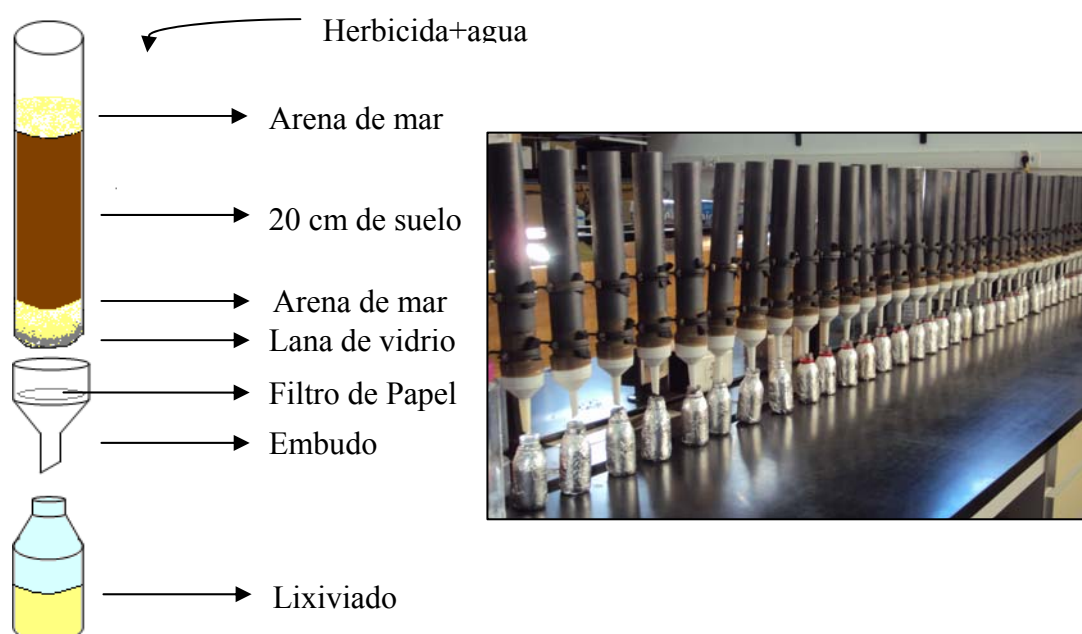 Herbicida+agua
Arena de mar
20 cm de suelo
Arena de mar
Lana de vidrio
Filtro de Papel
Embudo
Lixiviado